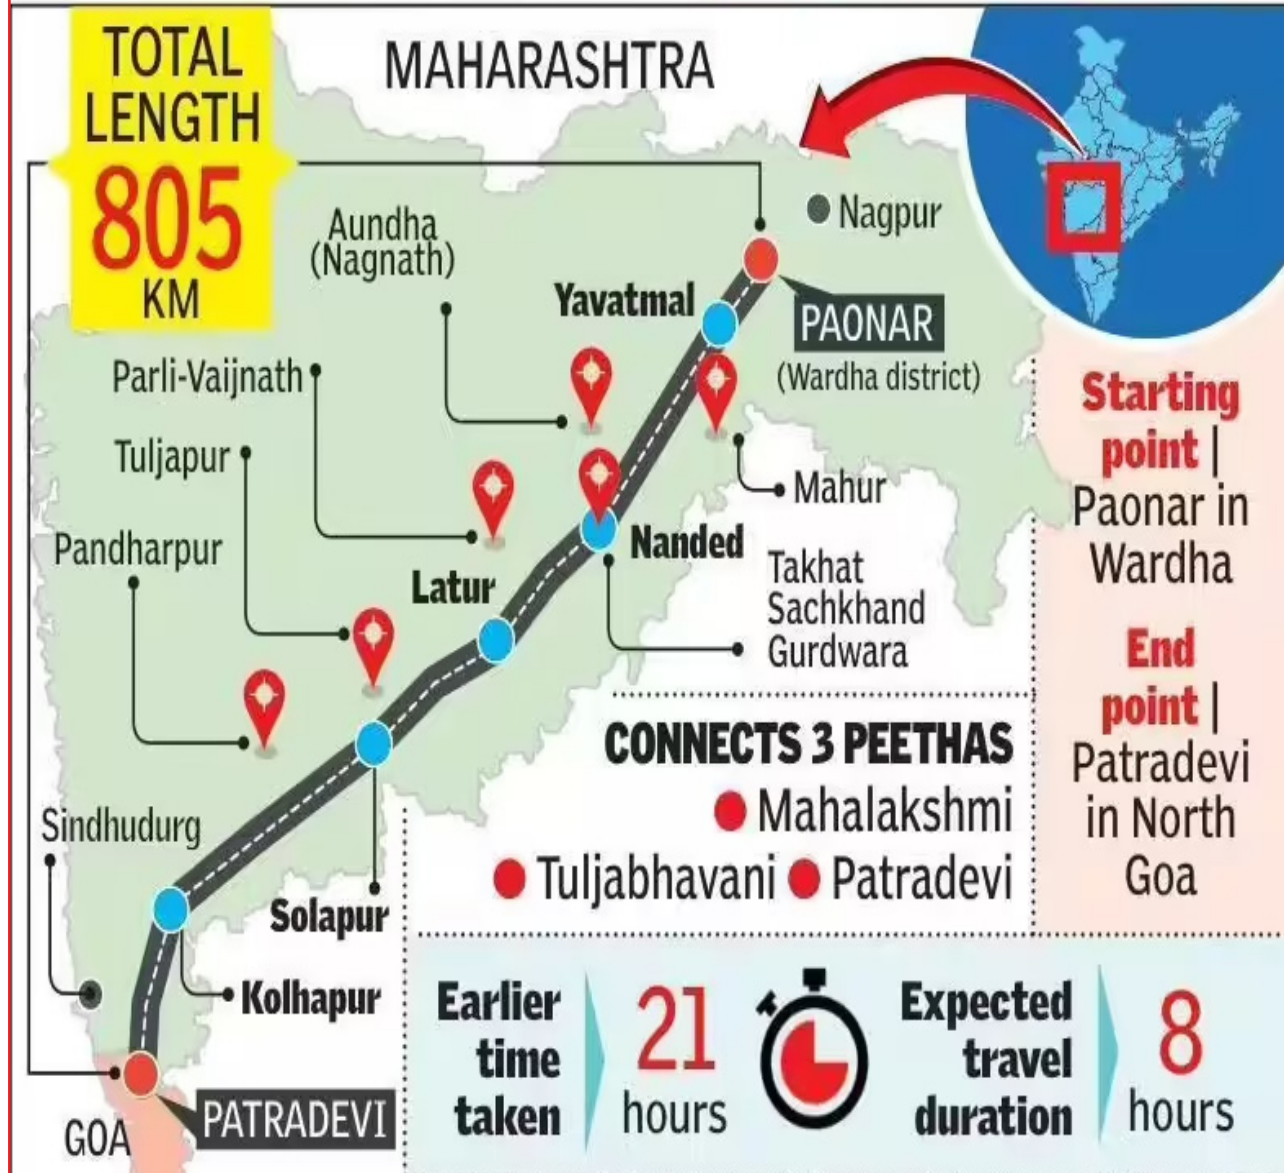 TOTAL
LENGTH
805
KM
MAHARASHTRA
Nagpur
Aundha
(Nagnath)
Yavatmal
PAONAR
(Wardha district)
Parli-Vaijnath
Tuljapur
Pandharpur
Mahur
Nanded
Latur
Takhat
Sachkhand
Gurdwara
Starting
point |
Paonar in
Wardha
End
point |
Patradevi
in North
Goa
CONNECTS 3 PEETHAS
Mahalakshmi
Tuljabhavani
Patradevi
Sindhudurg
Solapur
Kolhapur
PATRADEVI
GOA
Earlier
time
taken
21
hours
Expected
travel
duration
8
hours